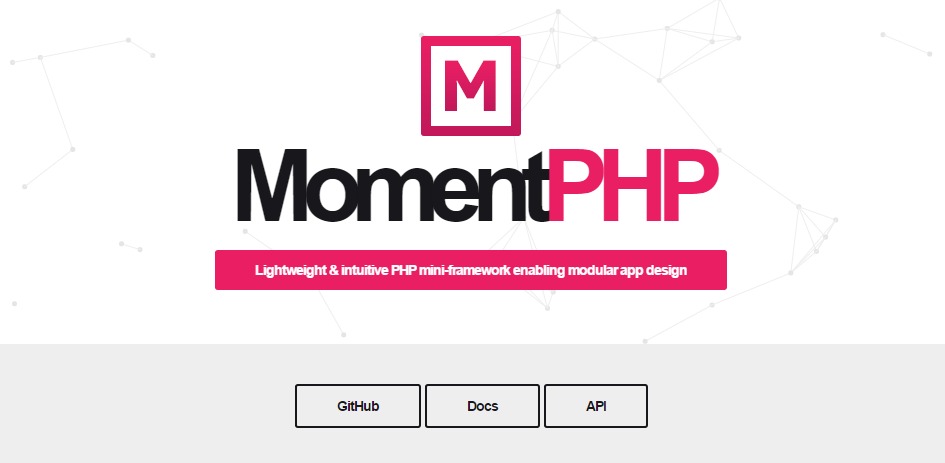 M
MomentPHP
Lightweight & intuitive PHP mini-framework enabling modular app design
GitHub Docs API